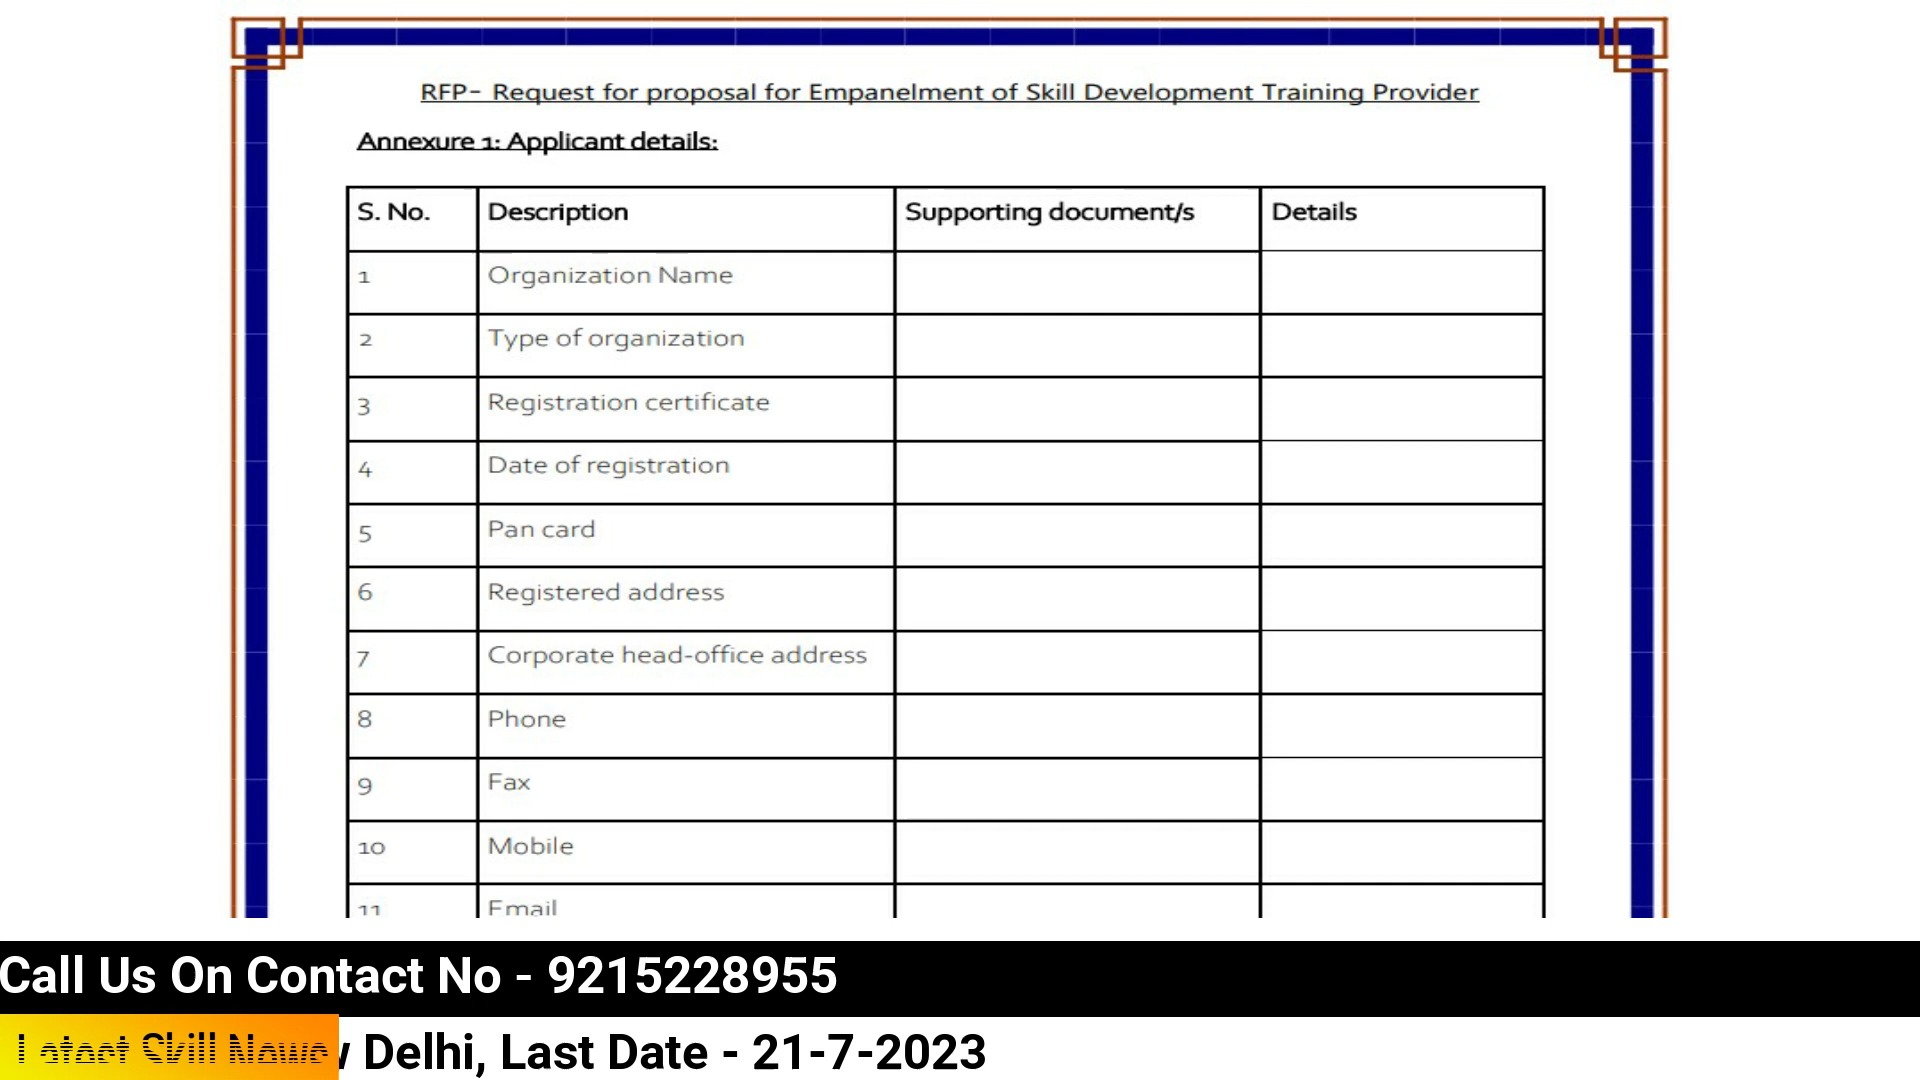 RFP- Request for proposal for Empanelment of Skill Development Training Provider
Annexure 1: Applicant details:
S. No. Description Supporting document/s Details
1 Organization Name
2 Type of organization
3 Registration certificate
4 Date of registration
5 Pan card
6 Registered address
7 Corporate head-office address
8 Phone
9 Fax
10 Mobile
11 Email
Call Us On Contact No - 9215228955
Latest Skill News Delhi, Last Date - 21-7-2023